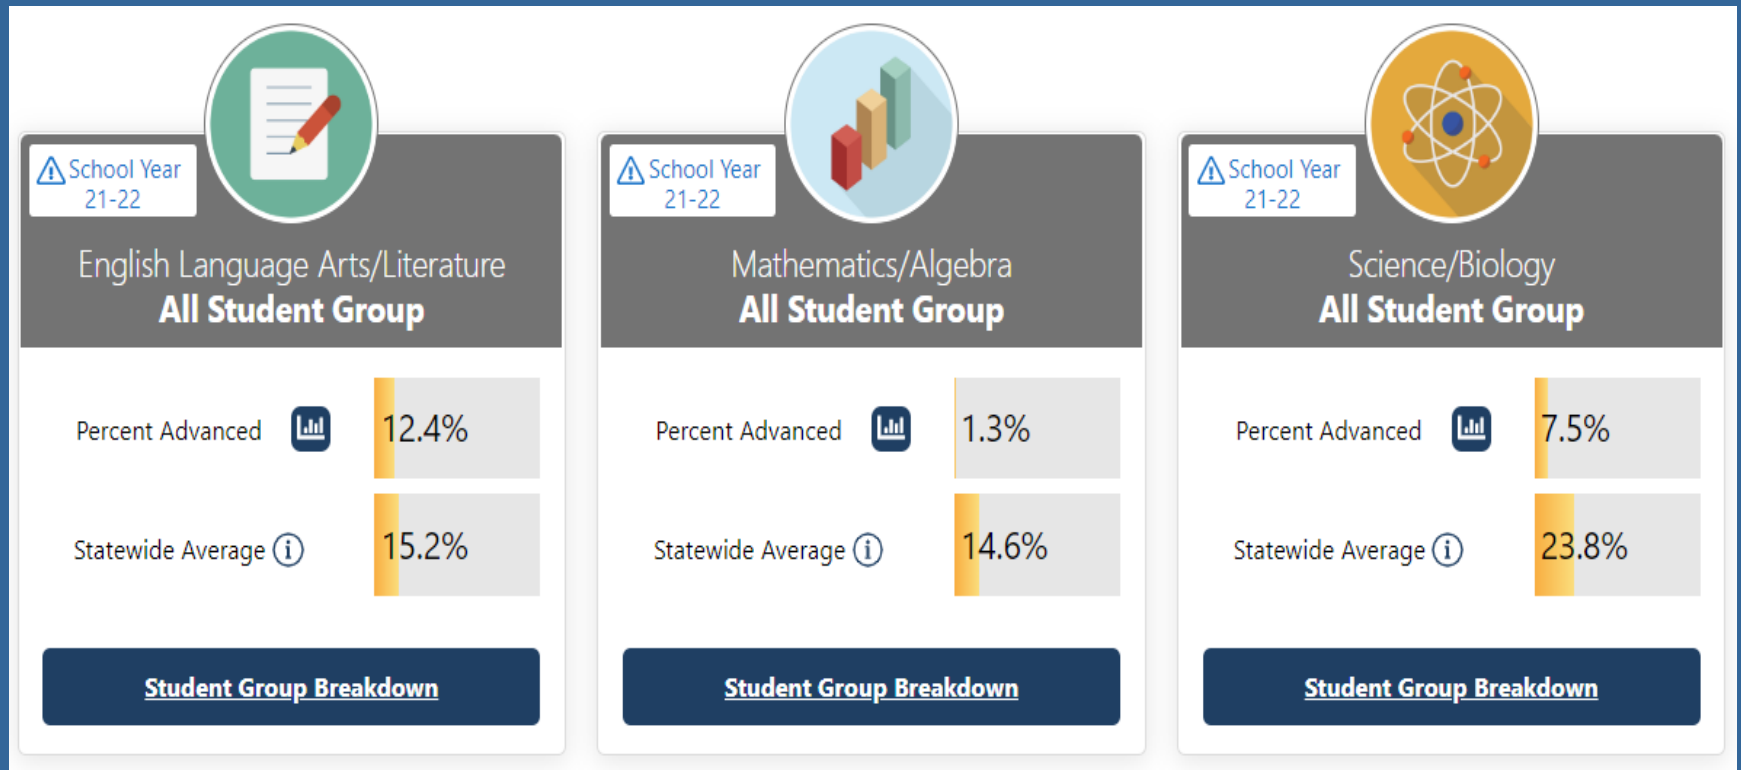 School Year
21-22
English Language Arts/Literature
All Student Group
Percent Advanced
12.4%
Statewide Average
15.2%
Student Group Breakdown
School Year
21-22
Mathematics/Algebra
All Student Group
Percent Advanced
1.3%
Statewide Average
14.6%
Student Group Breakdown
School Year
21-22
Science/Biology
All Student Group
Percent Advanced
7.5%
Statewide Average
23.8%
Student Group Breakdown